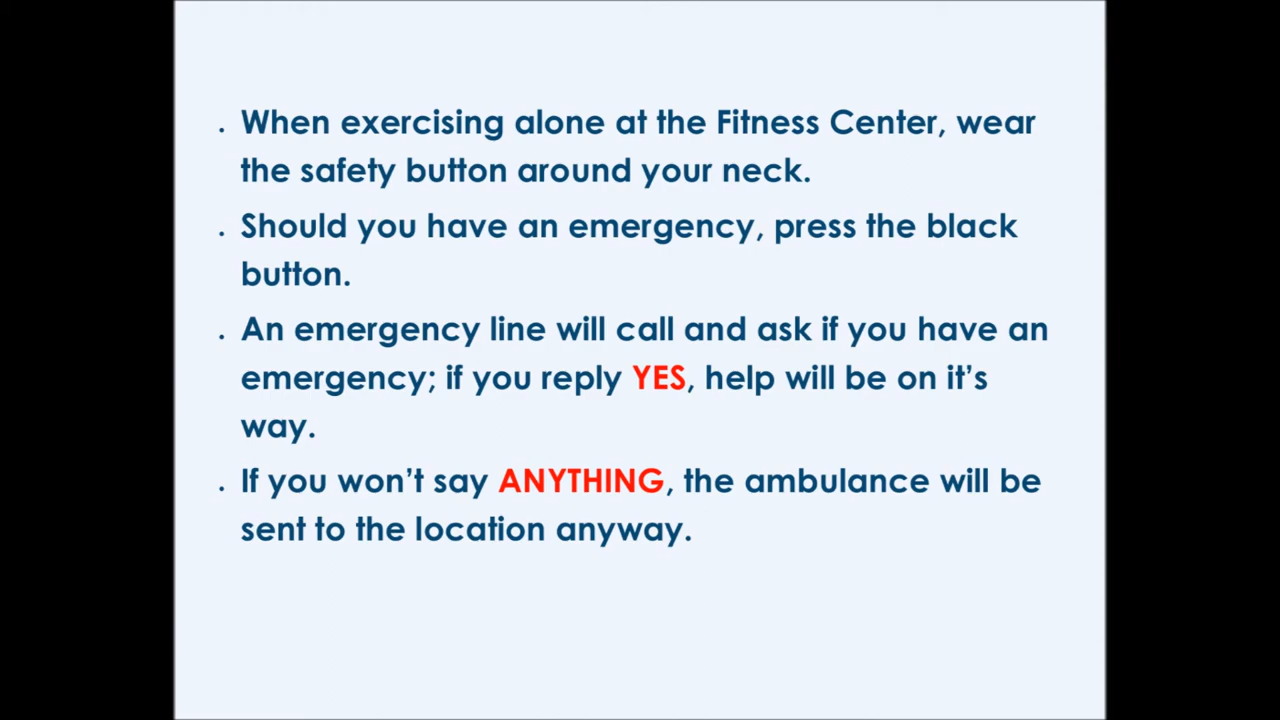 . When exercising alone at the Fitness Center, wear
the safety button around your neck.
. Should you have an emergency, press the black
button.
. An emergency line will call and ask if you have an
emergency; if you reply YES, help will be on it’s
way.
. If you won’t say ANYTHING, the ambulance will be
sent to the location anyway.